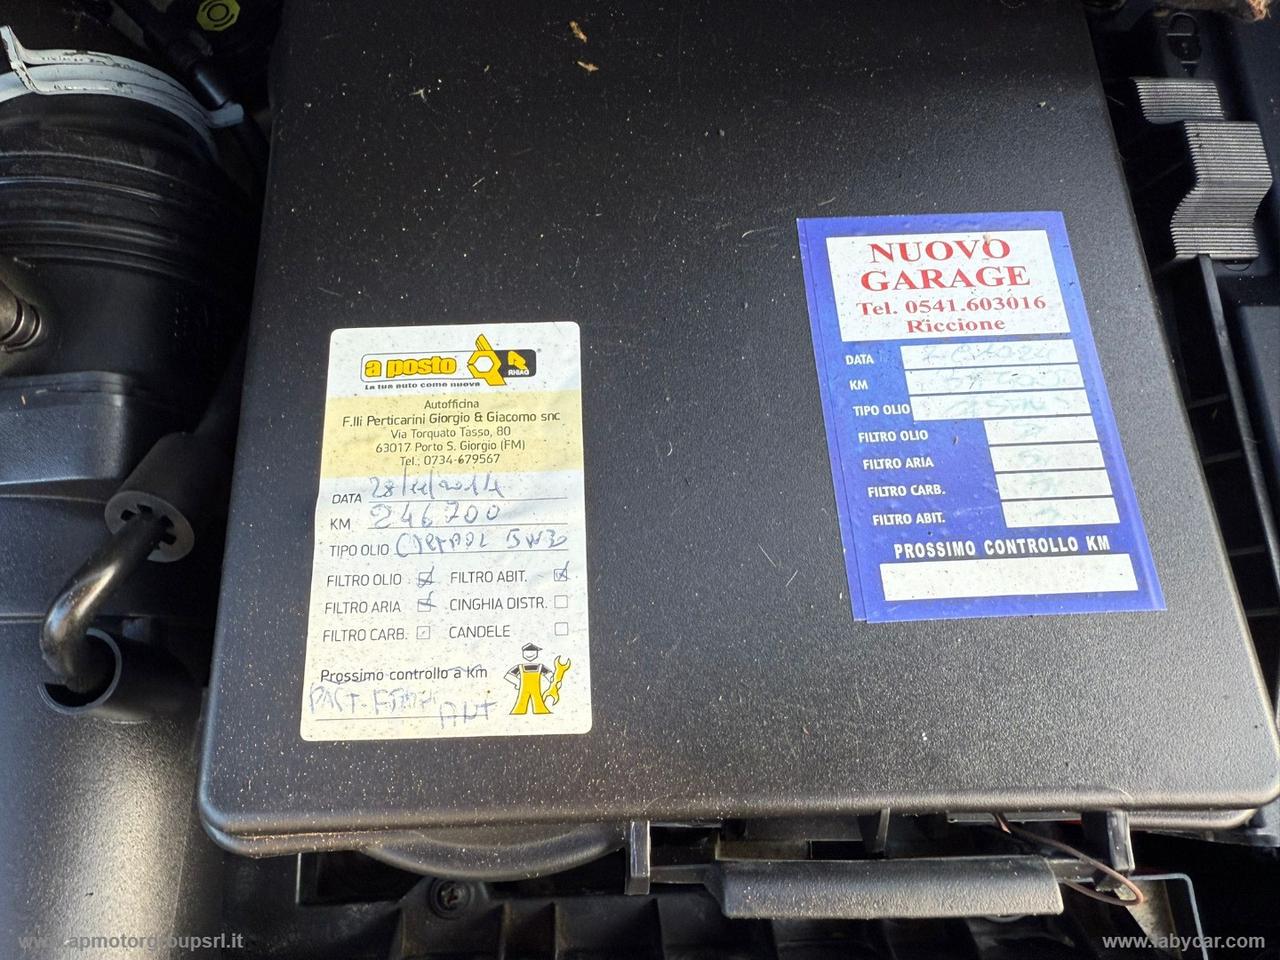 a posto
RHIAG
La tua auto come nuova
Autofficina
F.lli Perticarini Giorgio & Giacomo snc
Via Torquato Tasso, 80
63017 Porto S. Giorgio (FM)
Tel.: 0734-679567
DATA
KM 246700
TIPO OLIO 5W30
FILTRO OLIO FILTRO ABIT.
FILTRO ARIA CINGHIA DISTR.
FILTRO CARB. CANDELE
Prossimo controllo a Km
PAST. ANT
NUOVO
GARAGE
Tel. 0541.603016
Riccione
DATA
KM
TIPO OLIO
FILTRO OLIO
FILTRO ARIA
FILTRO CARB.
FILTRO ABIT.
PROSSIMO CONTROLLO KM
www.apmotorgroupsrl.it
www.labycar.com